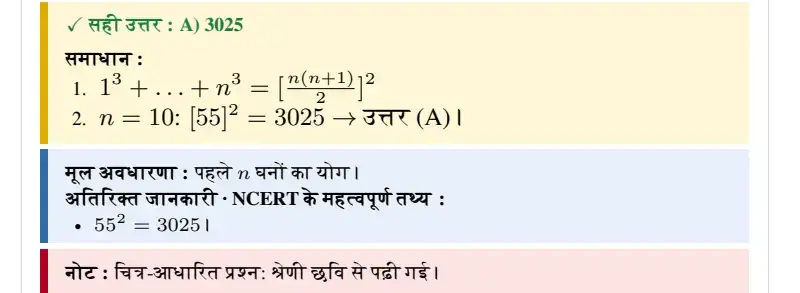 ✓ सही उत्तर : A) 3025
समाधान :
1. 1³ + … + n³ = [n(n+1)/2]²
2. n = 10: [55]² = 3025 → उत्तर (A)।
मूल अवधारणा : पहले n घनों का योग।
अतिरिक्त जानकारी · NCERT के महत्वपूर्ण तथ्य :
• 55² = 3025।
नोट : चित्र-आधारित प्रश्न: श्रेणी छवि से पढ़ी गई।